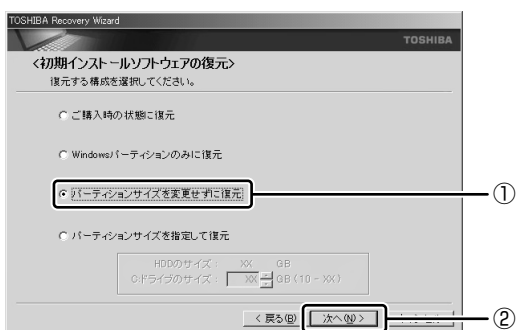 TOSHIBA Recovery Wizard
TOSHIBA
<初期インストールソフトウェアの復元>
復元する構成を選択してください。
ご購入時の状態に復元
Windowsパーティションのみに復元
パーティションサイズを変更せずに復元
①
パーティションサイズを指定して復元
HDDのサイズ： XX GB
Cドライブのサイズ： XX GB (10 - XX)
< 戻る(B) 次へ(N) >
②